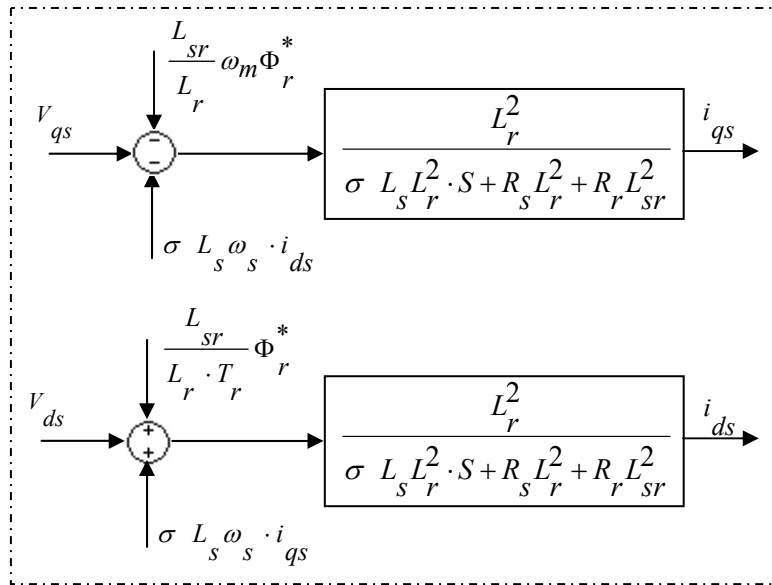 L_sr / L_r ω_m Φ_r^*
V_qs
− −
L_r^2 / σ L_s L_r^2 · S + R_s L_r^2 + R_r L_sr^2
i_qs
σ L_s ω_s · i_ds
L_sr / L_r · T_r Φ_r^*
V_ds
+ +
L_r^2 / σ L_s L_r^2 · S + R_s L_r^2 + R_r L_sr^2
i_ds
σ L_s ω_s · i_qs